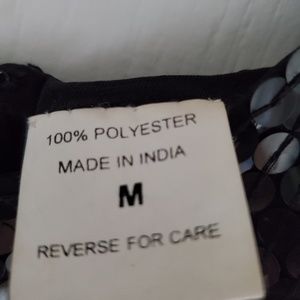 100% POLYESTER
MADE IN INDIA
M
REVERSE FOR CARE